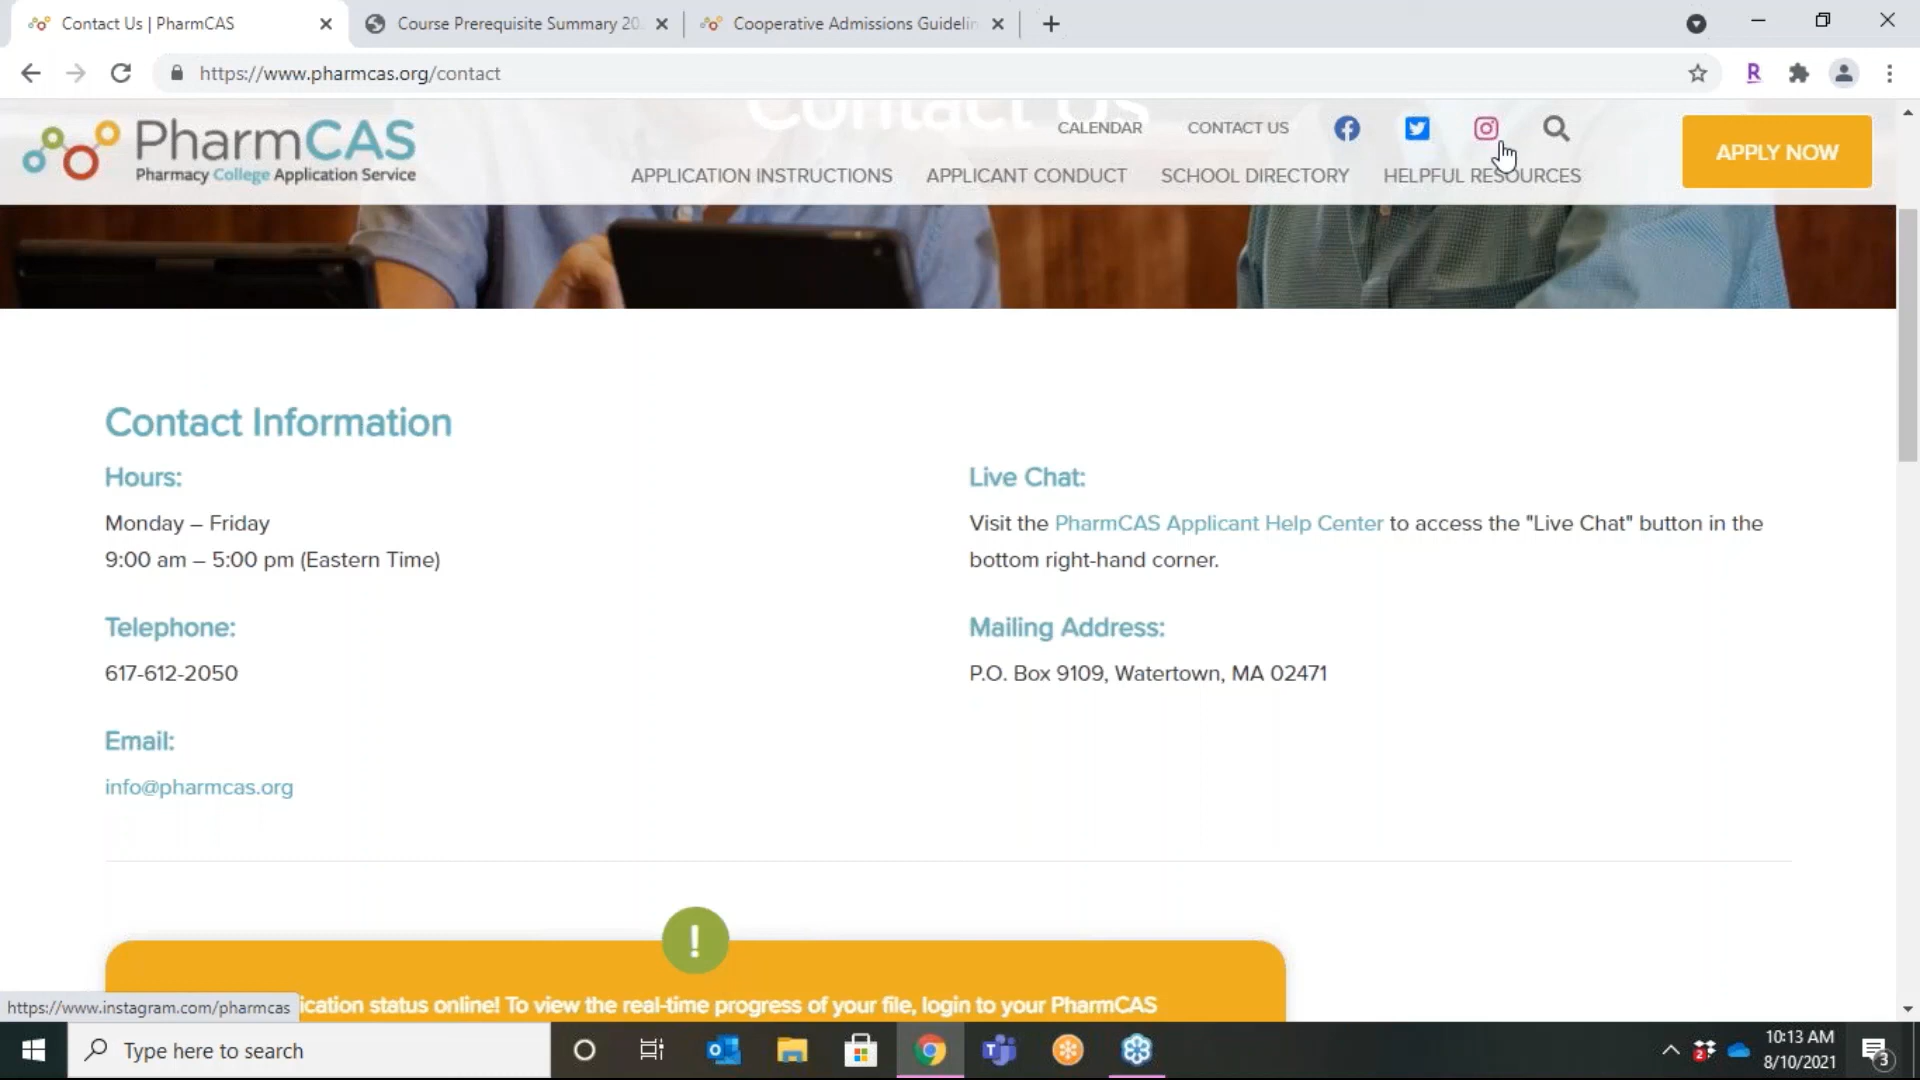 Contact Us | PharmCAS
Course Prerequisite Summary 20
Cooperative Admissions Guidelin
https://www.pharmcas.org/contact
Contact Us
CALENDAR
CONTACT US
PharmCAS
Pharmacy College Application Service
APPLICATION INSTRUCTIONS
APPLICANT CONDUCT
SCHOOL DIRECTORY
HELPFUL RESOURCES
APPLY NOW
Contact Information
Hours:
Monday – Friday
9:00 am – 5:00 pm (Eastern Time)
Telephone:
617-612-2050
Email:
info@pharmcas.org
Live Chat:
Visit the PharmCAS Applicant Help Center to access the "Live Chat" button in the
bottom right-hand corner.
Mailing Address:
P.O. Box 9109, Watertown, MA 02471
!
ication status online! To view the real-time progress of your file, login to your PharmCAS
https://www.instagram.com/pharmcas
Type here to search
10:13 AM
8/10/2021
2
3